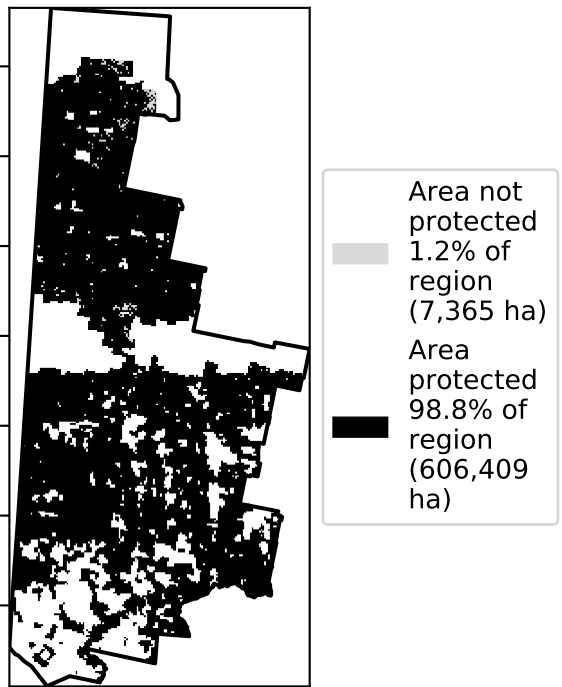 Area not
protected
1.2% of
region
(7,365 ha)
Area
protected
98.8% of
region
(606,409
ha)